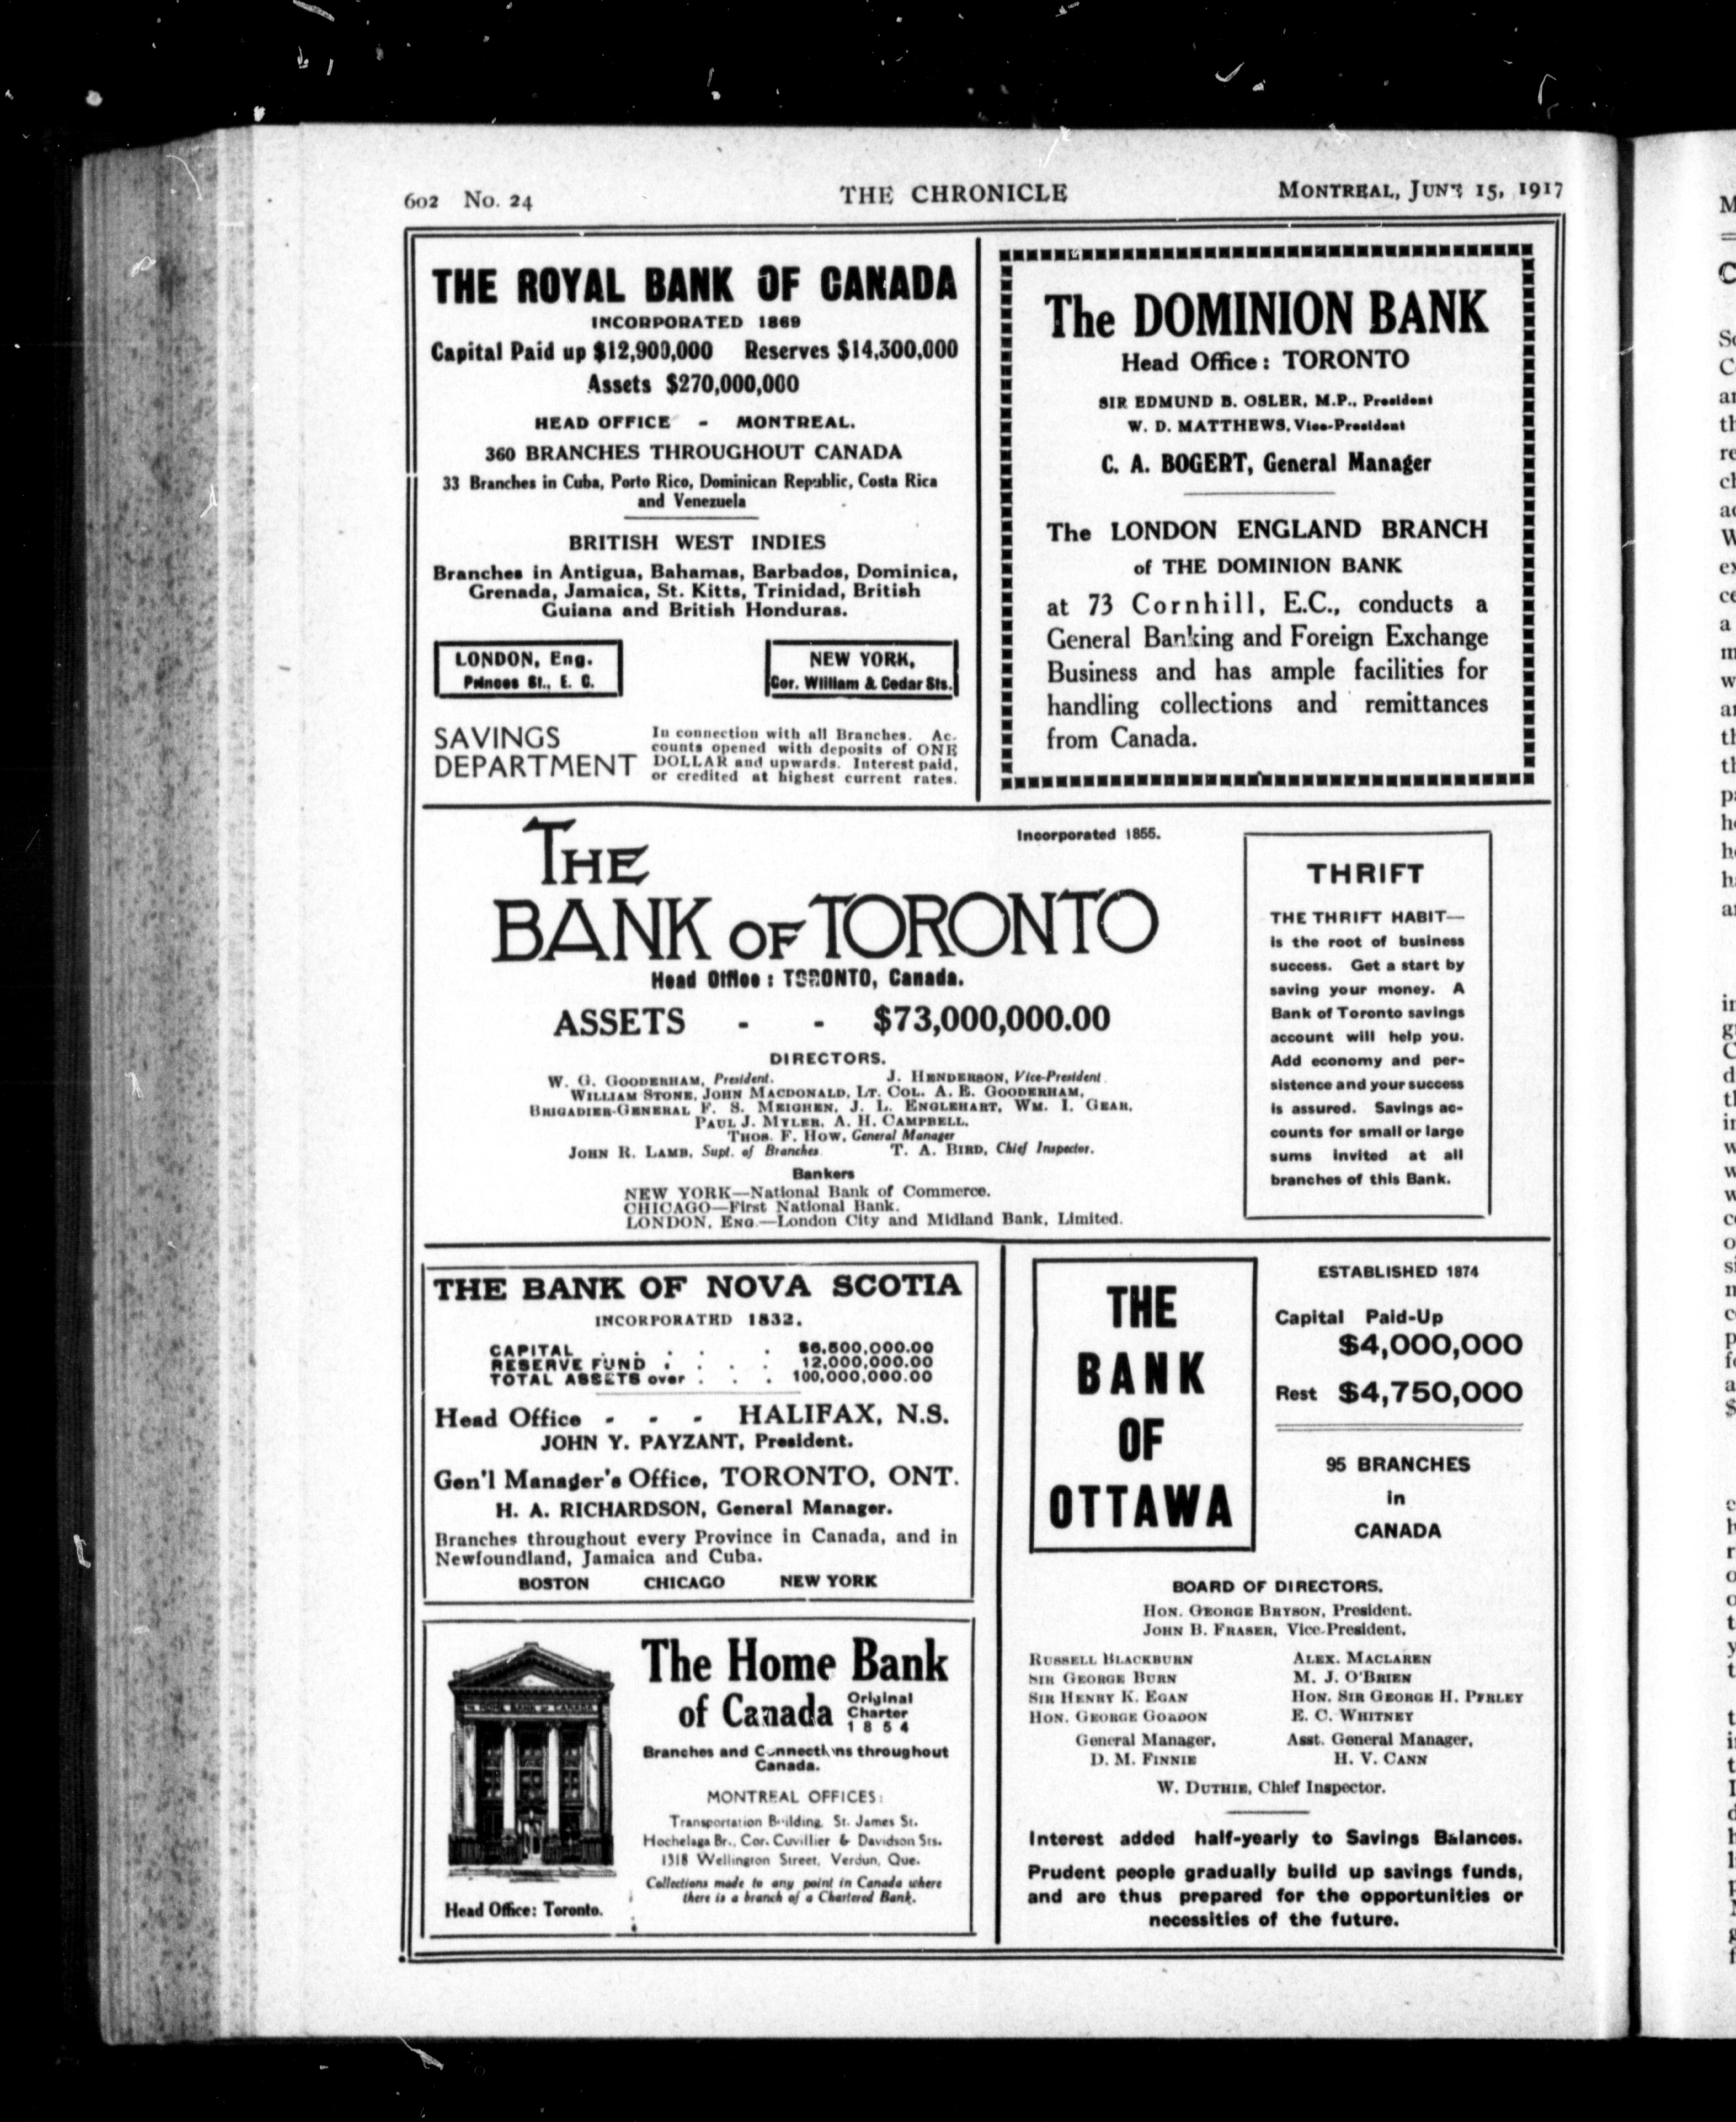 602 No. 24
THE CHRONICLE
MONTREAL, JUNE 15, 1917
THE ROYAL BANK OF CANADA
INCORPORATED 1869
Capital Paid up $12,900,000 Reserves $14,300,000
Assets $270,000,000
HEAD OFFICE - MONTREAL.
360 BRANCHES THROUGHOUT CANADA
33 Branches in Cuba, Porto Rico, Dominican Republic, Costa Rica
and Venezuela
BRITISH WEST INDIES
Branches in Antigua, Bahamas, Barbados, Dominica,
Grenada, Jamaica, St. Kitts, Trinidad, British
Guiana and British Honduras.
LONDON, Eng.
Princes St., E. C.
NEW YORK,
Cor. William & Cedar Sts.
SAVINGS
DEPARTMENT
In connection with all Branches. Ac-
counts opened with deposits of ONE
DOLLAR and upwards. Interest paid,
or credited at highest current rates.
The DOMINION BANK
Head Office: TORONTO
SIR EDMUND B. OSLER, M.P., President
W. D. MATTHEWS, Vice-President
C. A. BOGERT, General Manager
The LONDON ENGLAND BRANCH
of THE DOMINION BANK
at 73 Cornhill, E.C., conducts a
General Banking and Foreign Exchange
Business and has ample facilities for
handling collections and remittances
from Canada.
THE
BANK OF TORONTO
Incorporated 1855.
Head Office: TORONTO, Canada.
ASSETS - - $73,000,000.00
DIRECTORS.
W. G. GOODERHAM, President. J. HENDERSON, Vice-President.
WILLIAM STONE, JOHN MACDONALD, LT. COL. A. E. GOODERHAM,
BRIGADIER-GENERAL F. S. MEIGHEN, J. L. ENGLEHART, WM. I. GEAR,
PAUL J. MYLER, A. H. CAMPBELL.
THOS. F. HOW, General Manager
JOHN R. LAMB, Supt. of Branches. T. A. BIRD, Chief Inspector.
Bankers
NEW YORK—National Bank of Commerce.
CHICAGO—First National Bank.
LONDON, ENG.—London City and Midland Bank, Limited.
THRIFT
THE THRIFT HABIT—
is the root of business
success. Get a start by
saving your money. A
Bank of Toronto savings
account will help you.
Add economy and per-
sistence and your success
is assured. Savings ac-
counts for small or large
sums invited at all
branches of this Bank.
THE BANK OF NOVA SCOTIA
INCORPORATED 1832.
CAPITAL . . . . . $6,500,000.00
RESERVE FUND . . . . 12,000,000.00
TOTAL ASSETS over . . . 100,000,000.00
Head Office - - - HALIFAX, N.S.
JOHN Y. PAYZANT, President.
Gen'l Manager's Office, TORONTO, ONT.
H. A. RICHARDSON, General Manager.
Branches throughout every Province in Canada, and in
Newfoundland, Jamaica and Cuba.
BOSTON CHICAGO NEW YORK
The Home Bank
of Canada
Original
Charter
1854
Branches and Connections throughout
Canada.
MONTREAL OFFICES:
Transportation Building, St. James St.
Hochelaga Br., Cor. Cuvillier & Davidson Sts.
1318 Wellington Street, Verdun, Que.
Collections made to any point in Canada where
there is a branch of a Chartered Bank.
Head Office: Toronto.
THE
BANK
OF
OTTAWA
ESTABLISHED 1874
Capital Paid-Up
$4,000,000
Rest $4,750,000
95 BRANCHES
in
CANADA
BOARD OF DIRECTORS.
HON. GEORGE BRYSON, President.
JOHN B. FRASER, Vice-President.
RUSSELL BLACKBURN ALEX. MACLAREN
SIR GEORGE BURN M. J. O'BRIEN
SIR HENRY K. EGAN HON. SIR GEORGE H. PERLEY
HON. GEORGE GORDON E. C. WHITNEY
General Manager, Asst. General Manager,
D. M. FINNIE H. V. CANN
W. DUTHIE, Chief Inspector.
Interest added half-yearly to Savings Balances.
Prudent people gradually build up savings funds,
and are thus prepared for the opportunities or
necessities of the future.